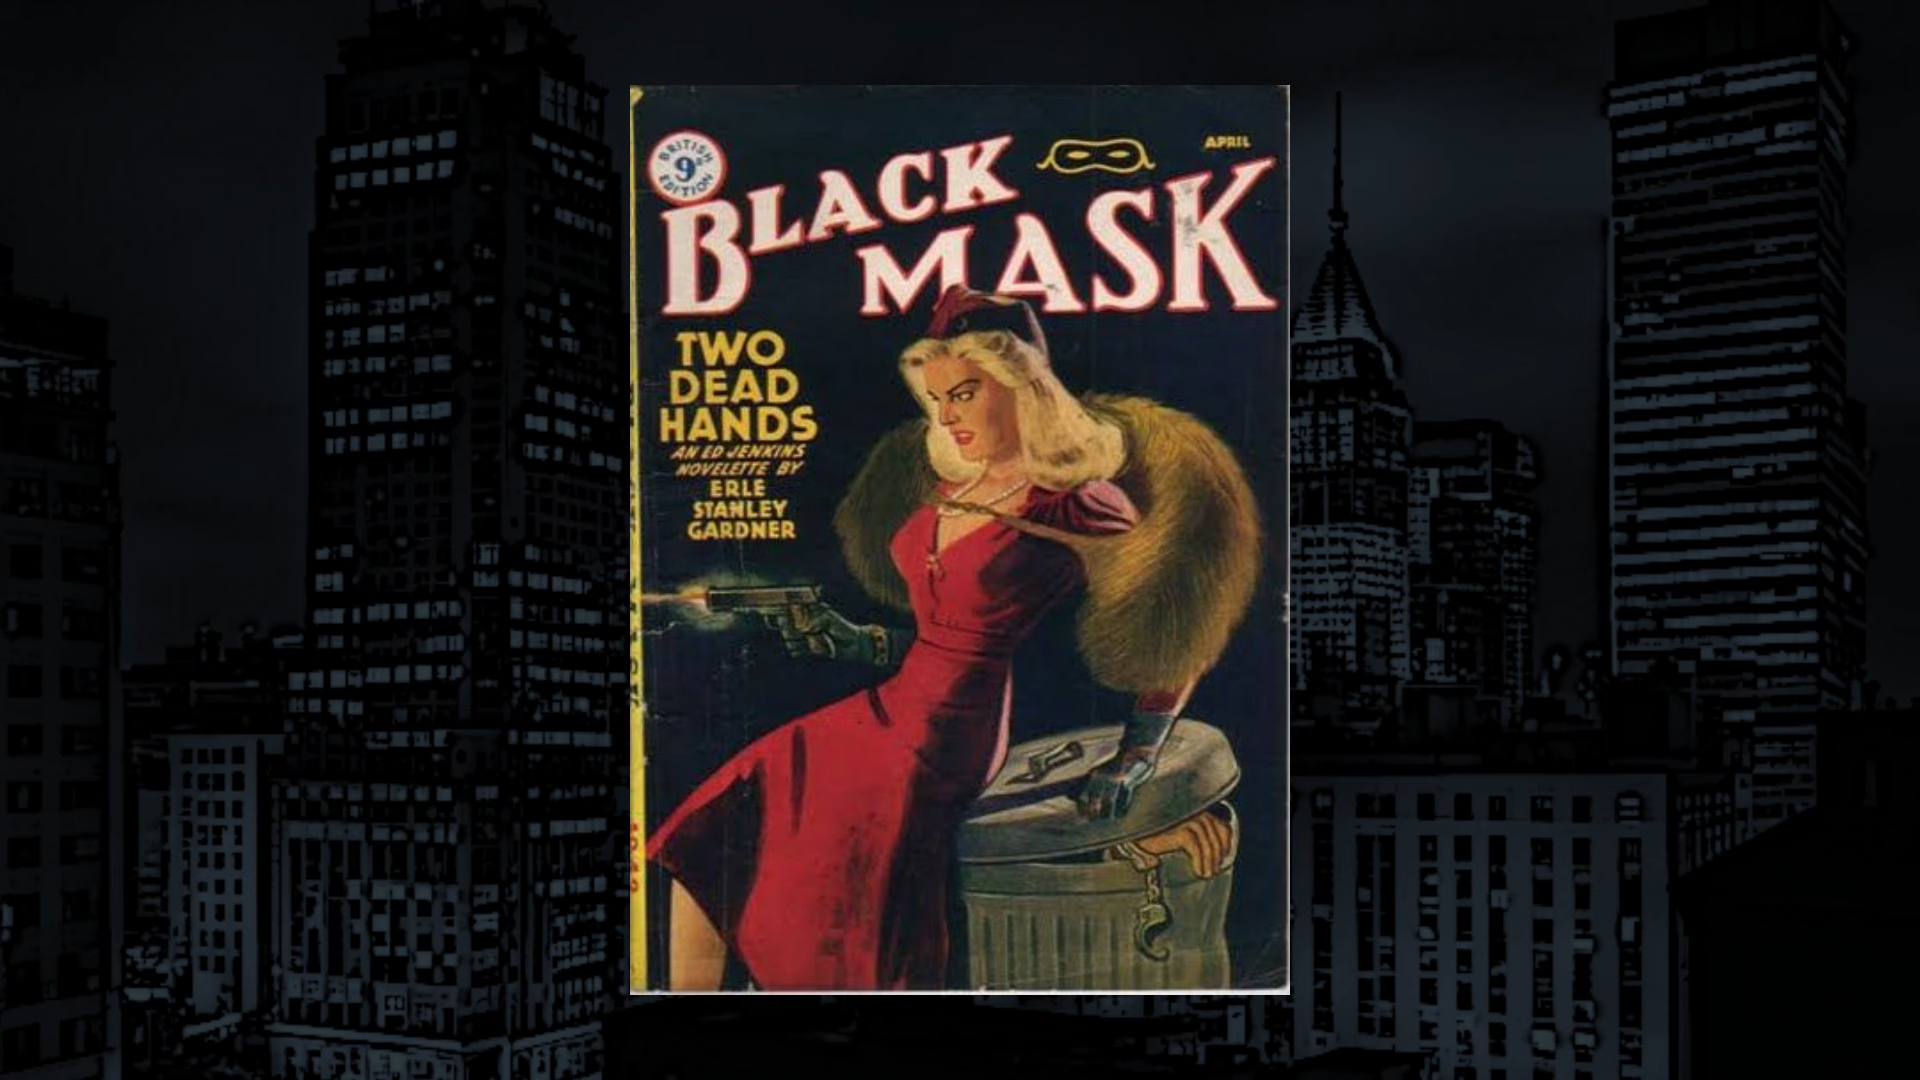 BRITISH
9D
EDITION
APRIL
BLACK
MASK
TWO
DEAD
HANDS
AN ED JENKINS
NOVELETTE BY
ERLE
STANLEY
GARDNER